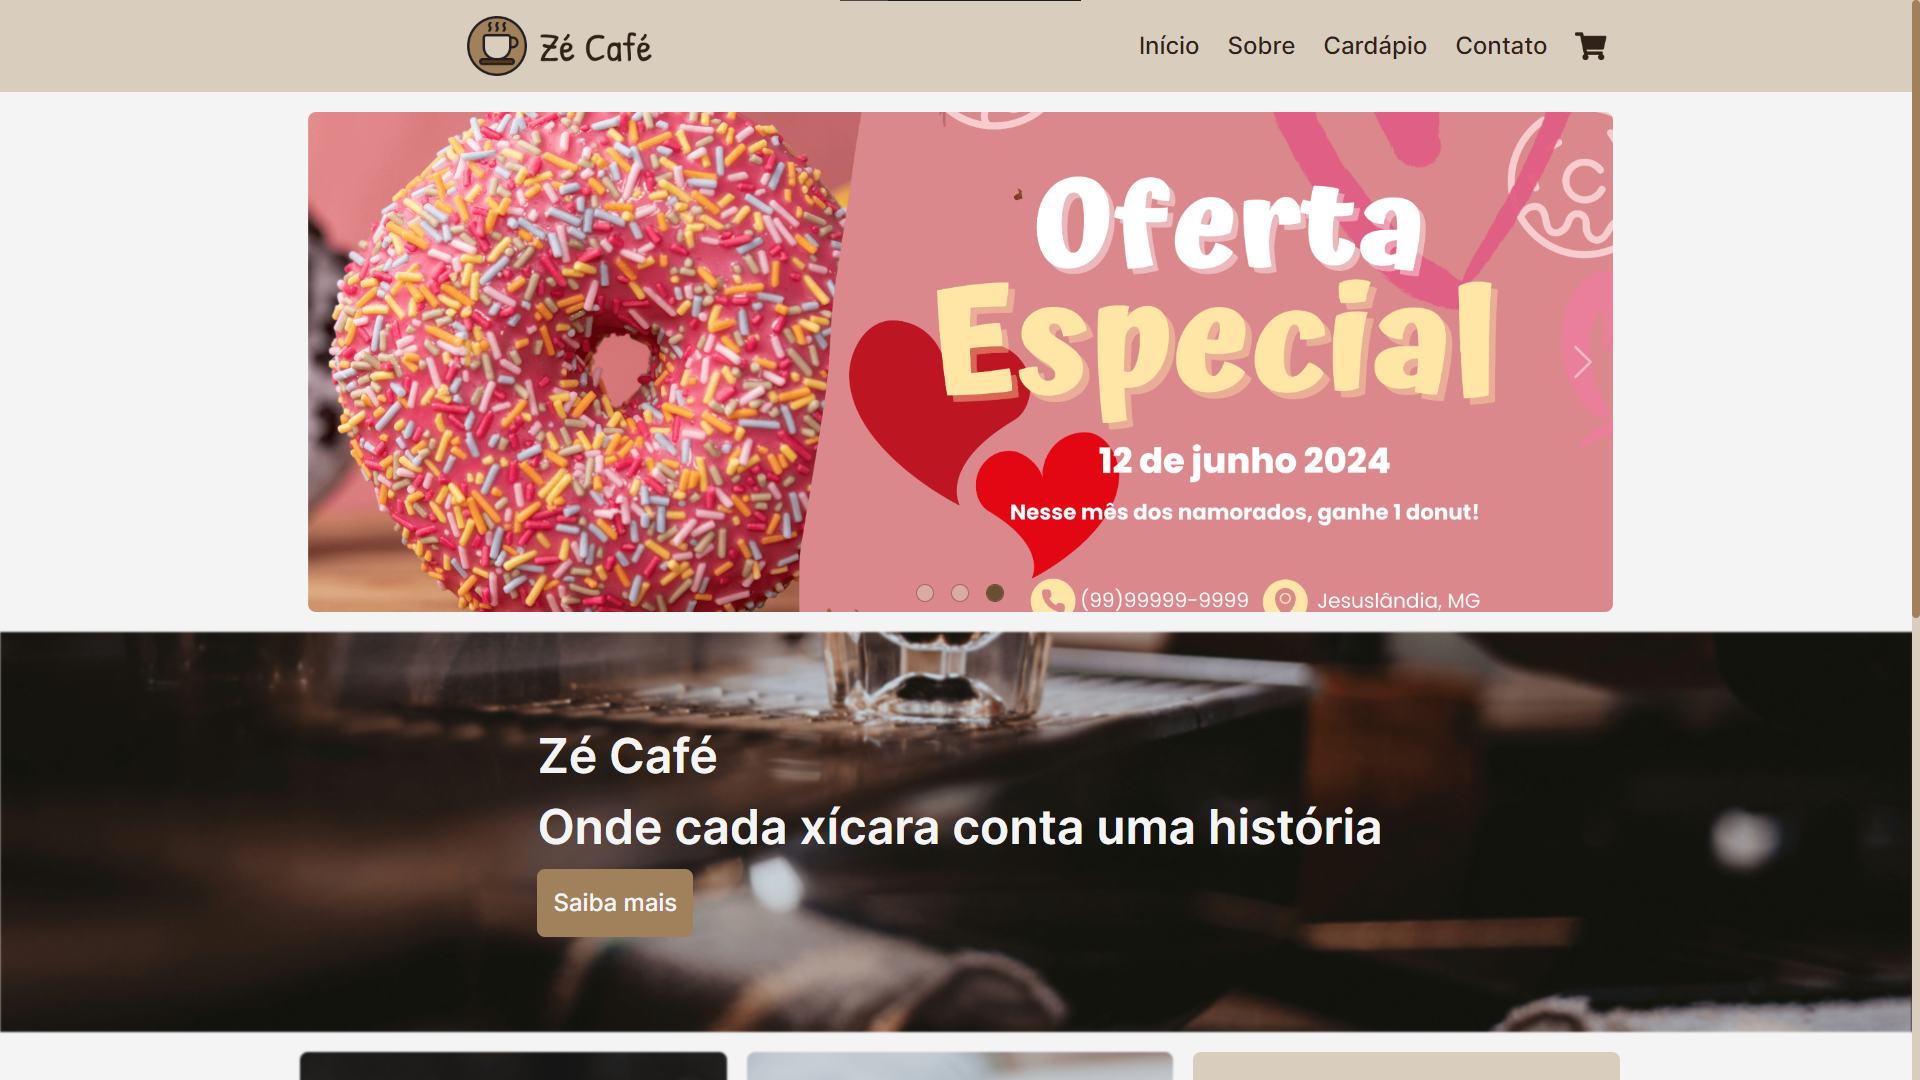 Zé Café
Início Sobre Cardápio Contato
Oferta
Especial
12 de junho 2024
Nesse mês dos namorados, ganhe 1 donut!
(99)99999-9999 Jesuslândia, MG
Zé Café
Onde cada xícara conta uma história
Saiba mais